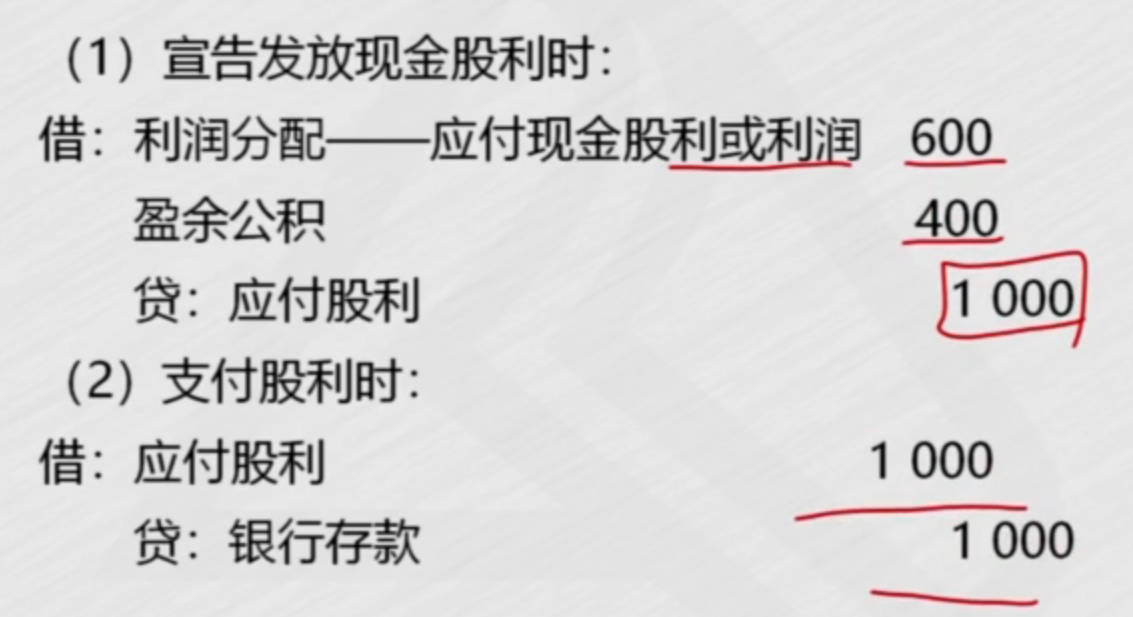 （1）宣告发放现金股利时：
借：利润分配——应付现金股利或利润 600
盈余公积 400
贷：应付股利 1 000
（2）支付股利时：
借：应付股利 1 000
贷：银行存款 1 000